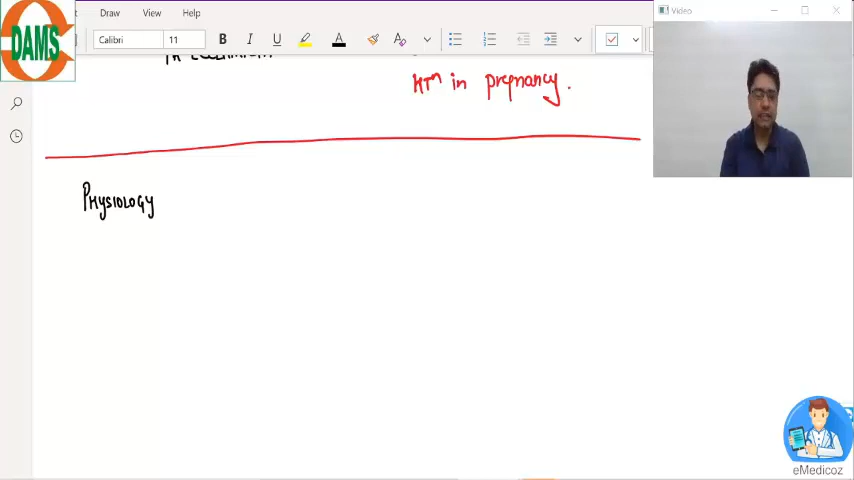 DAMS
Draw View Help
Video
Calibri 11 B I U A
HTn in pregnancy.
PHYSIOLOGY
eMedicoz